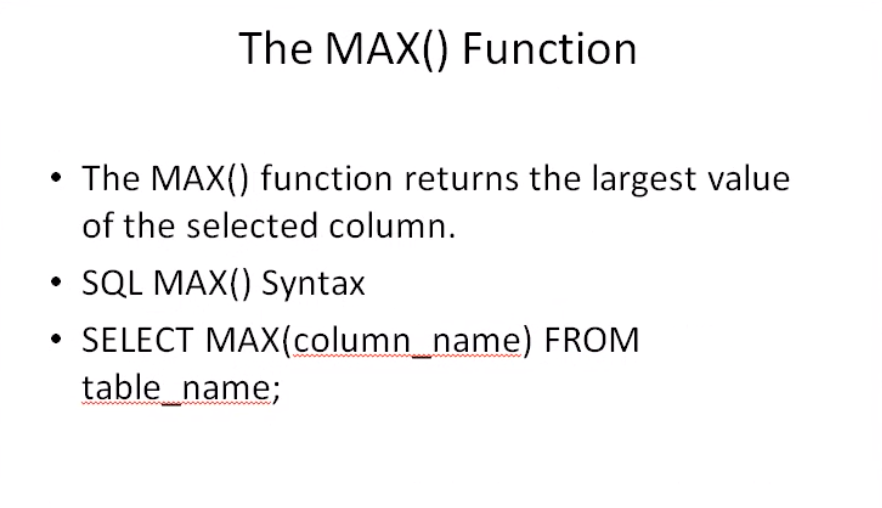 The MAX() Function
• The MAX() function returns the largest value
of the selected column.
• SQL MAX() Syntax
• SELECT MAX(column_name) FROM
table_name;